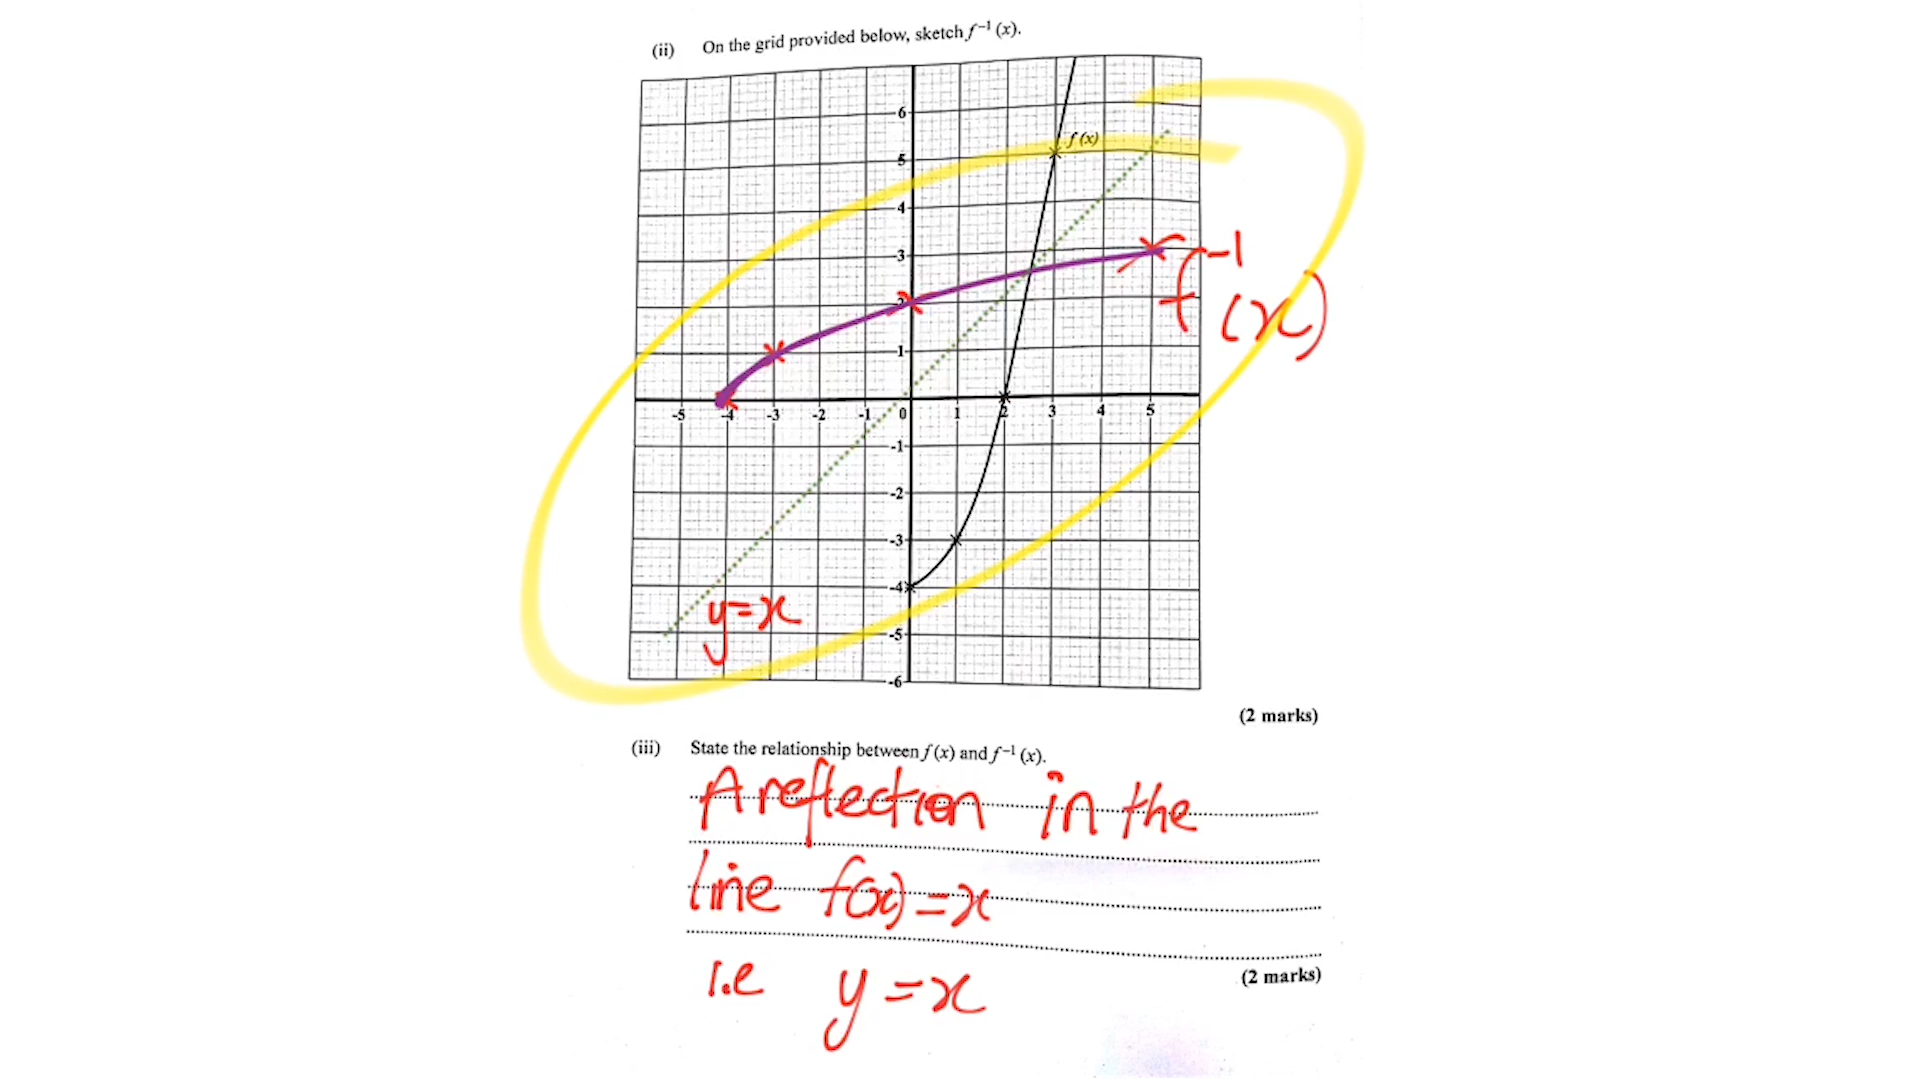 (ii) On the grid provided below, sketch f⁻¹ (x).
6
f (x)
5
4
f⁻¹
3
(x)
2
1
-5 -4 -3 -2 -1 0 1 2 3 4 5
-1
-2
-3
-4
y=x
-5
-6
(2 marks)
(iii) State the relationship between f (x) and f⁻¹ (x).
A reflection in the
line f(x)=x
i.e y=x
(2 marks)